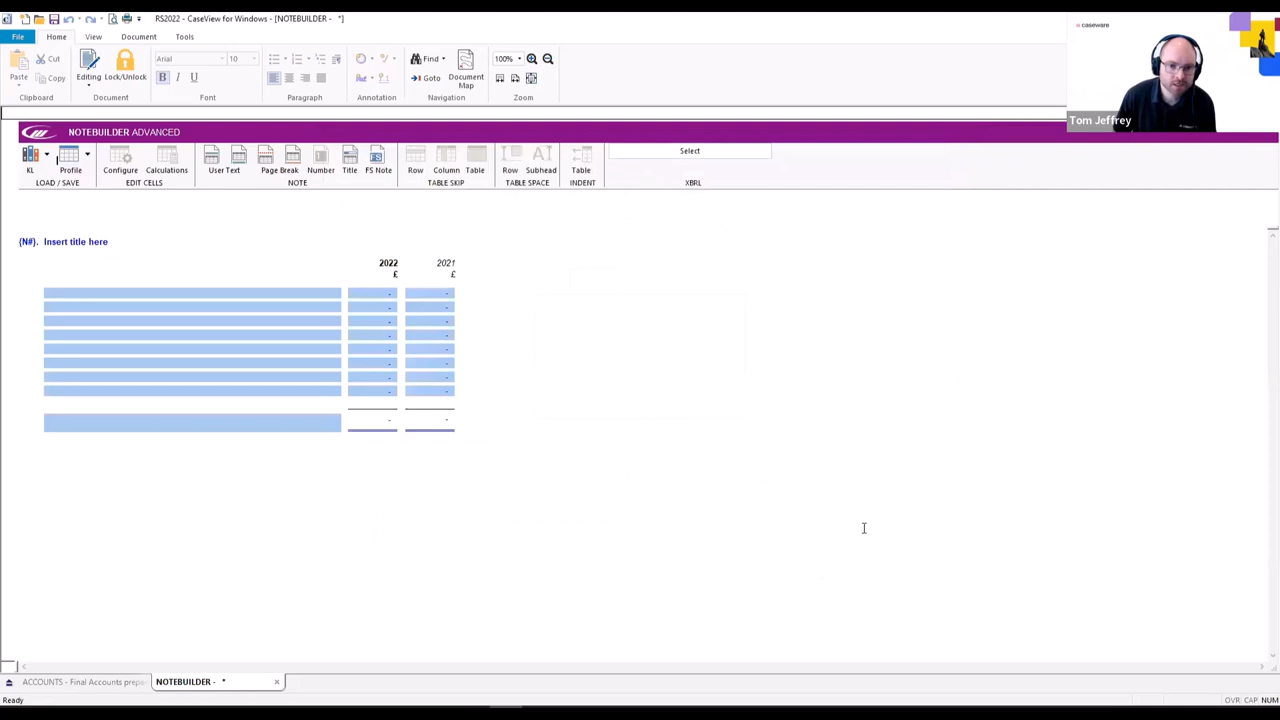 RS2022 - CaseView for Windows - [NOTEBUILDER - *]
File Home View Document Tools
Paste Cut Copy Clipboard
Editing Lock/Unlock Document
Arial 10 B I U Font
Paragraph
Annotation
Find Goto Document Map Navigation
100% Zoom
caseware
Tom Jeffrey
NOTEBUILDER ADVANCED
KL Profile Configure Calculations User Text Page Break Number Title FS Note Row Column Table Row Subhead Table Select
LOAD / SAVE EDIT CELLS NOTE TABLE SKIP TABLE SPACE INDENT XBRL
{N#}. Insert title here
2022 2021
£ £
- -
- -
- -
- -
- -
- -
- -
- -
- -
ACCOUNTS - Final Accounts prepa NOTEBUILDER - * ×
Ready OVR CAP NUM